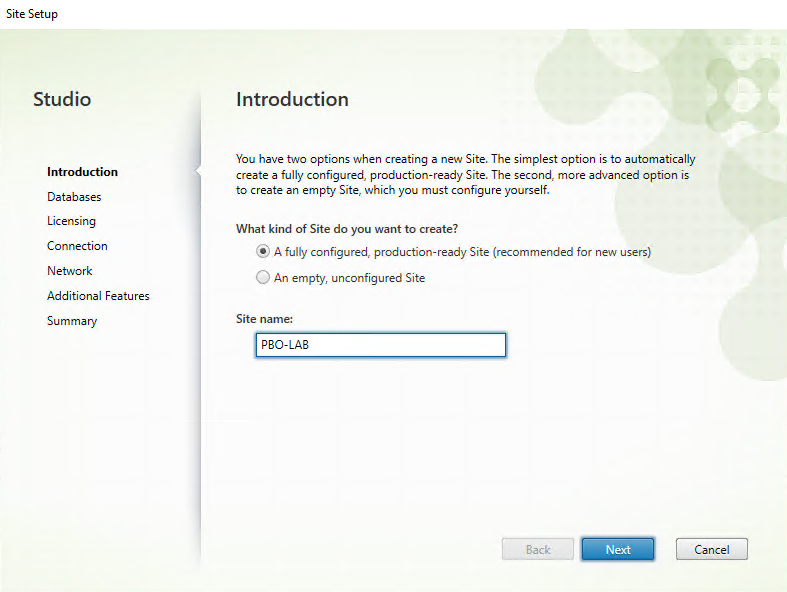 Site Setup
Studio
Introduction
Databases
Licensing
Connection
Network
Additional Features
Summary
Introduction
You have two options when creating a new Site. The simplest option is to automatically
create a fully configured, production-ready Site. The second, more advanced option is
to create an empty Site, which you must configure yourself.
What kind of Site do you want to create?
A fully configured, production-ready Site (recommended for new users)
An empty, unconfigured Site
Site name:
PBO-LAB
Back
Next
Cancel